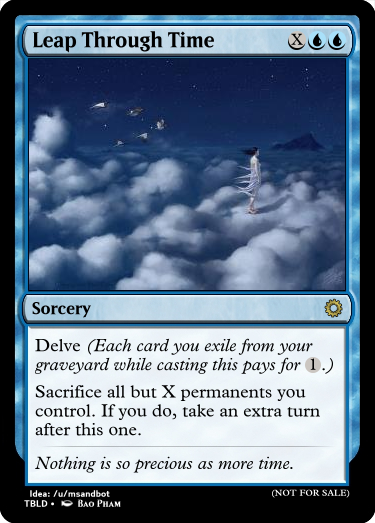 Leap Through Time X
Sorcery
Delve (Each card you exile from your
graveyard while casting this pays for 1.)
Sacrifice all but X permanents you
control. If you do, take an extra turn
after this one.
Nothing is so precious as more time.
Idea: /u/msandbot (NOT FOR SALE)
TBLD • Bao Pham